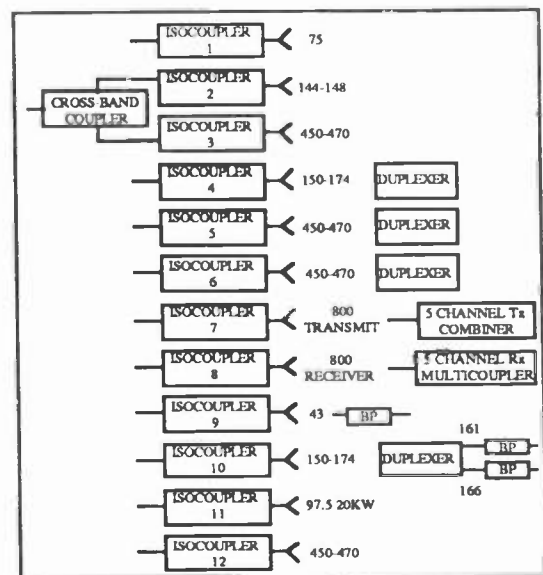 ISOCOUPLER
1
75
ISOCOUPLER
2
144-148
CROSS-BAND
COUPLER
ISOCOUPLER
3
450-470
ISOCOUPLER
4
150-174
DUPLEXER
ISOCOUPLER
5
450-470
DUPLEXER
ISOCOUPLER
6
450-470
DUPLEXER
ISOCOUPLER
7
800
TRANSMIT
5 CHANNEL Tx
COMBINER
ISOCOUPLER
8
800
RECEIVER
5 CHANNEL Rx
MULTICOUPLER
ISOCOUPLER
9
43
BP
ISOCOUPLER
10
150-174
DUPLEXER
161
BP
BP
166
ISOCOUPLER
11
97.5 20KW
ISOCOUPLER
12
450-470